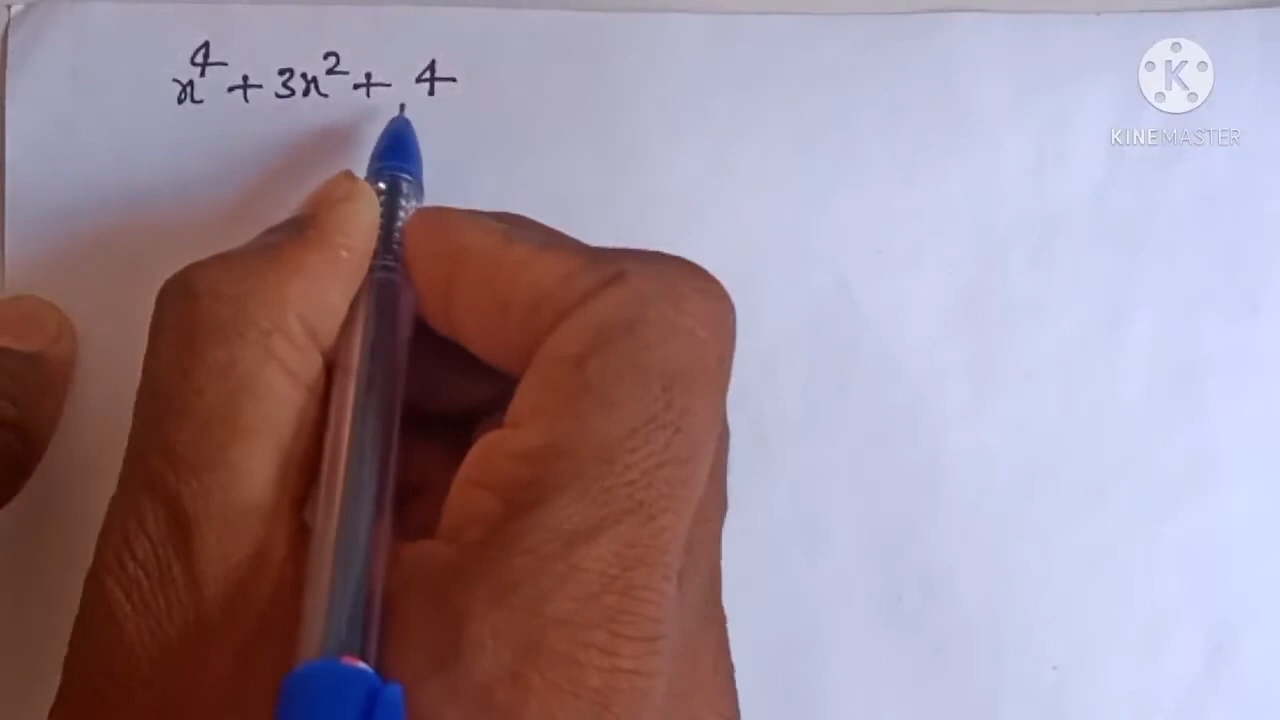 x⁴ + 3x² + 4
K
KINEMASTER